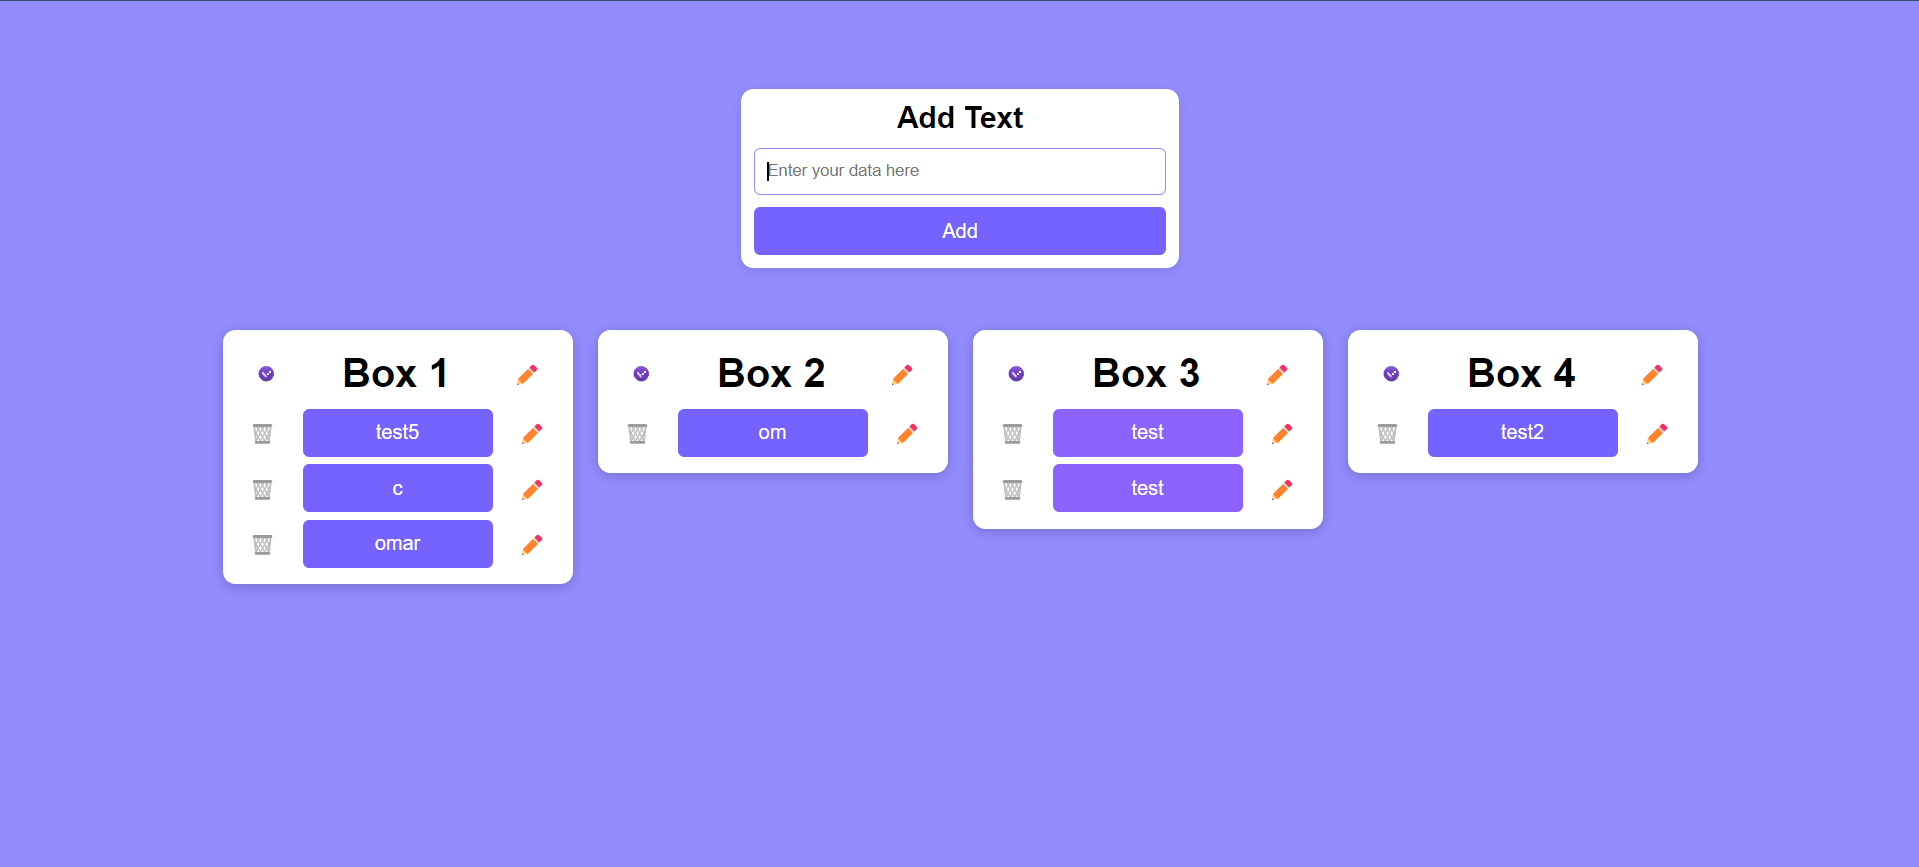 Add Text
Enter your data here
Add
Box 1
test5
c
omar
Box 2
om
Box 3
test
test
Box 4
test2